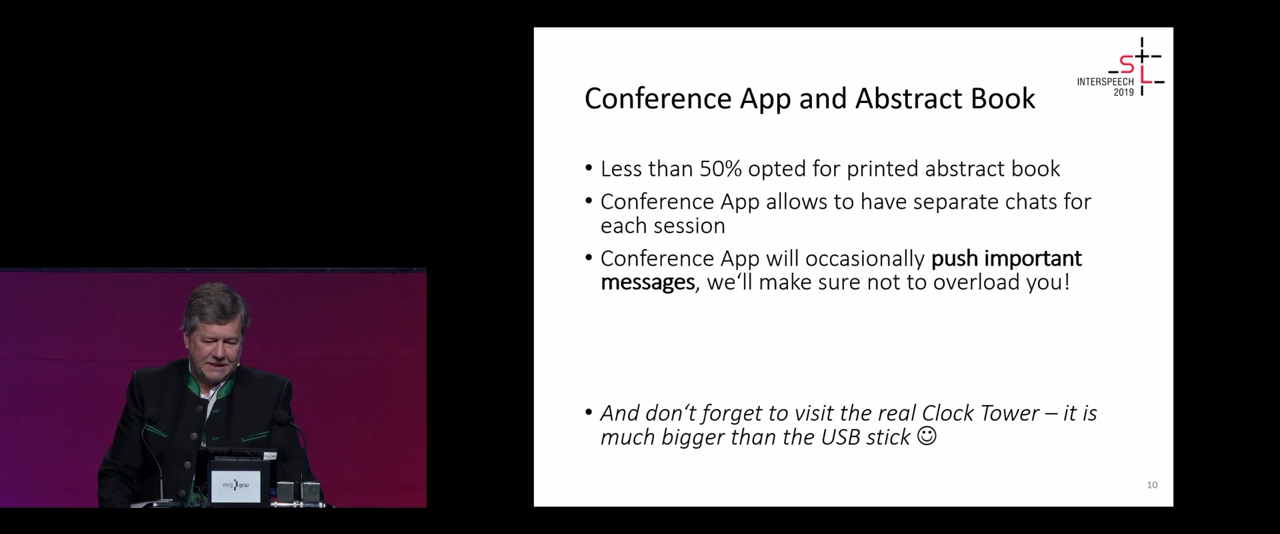 S
L
INTERSPEECH
2019
Conference App and Abstract Book
• Less than 50% opted for printed abstract book
• Conference App allows to have separate chats for
each session
• Conference App will occasionally push important
messages, we‘ll make sure not to overload you!
• And don‘t forget to visit the real Clock Tower – it is
much bigger than the USB stick ☺
10
mcg graz